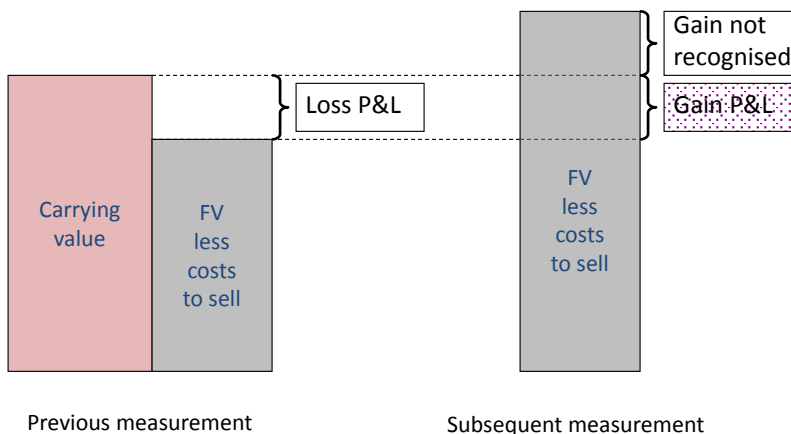 Gain not
recognised
Loss P&L
Gain P&L
Carrying
value
FV
less
costs
to sell
FV
less
costs
to sell
Previous measurement
Subsequent measurement